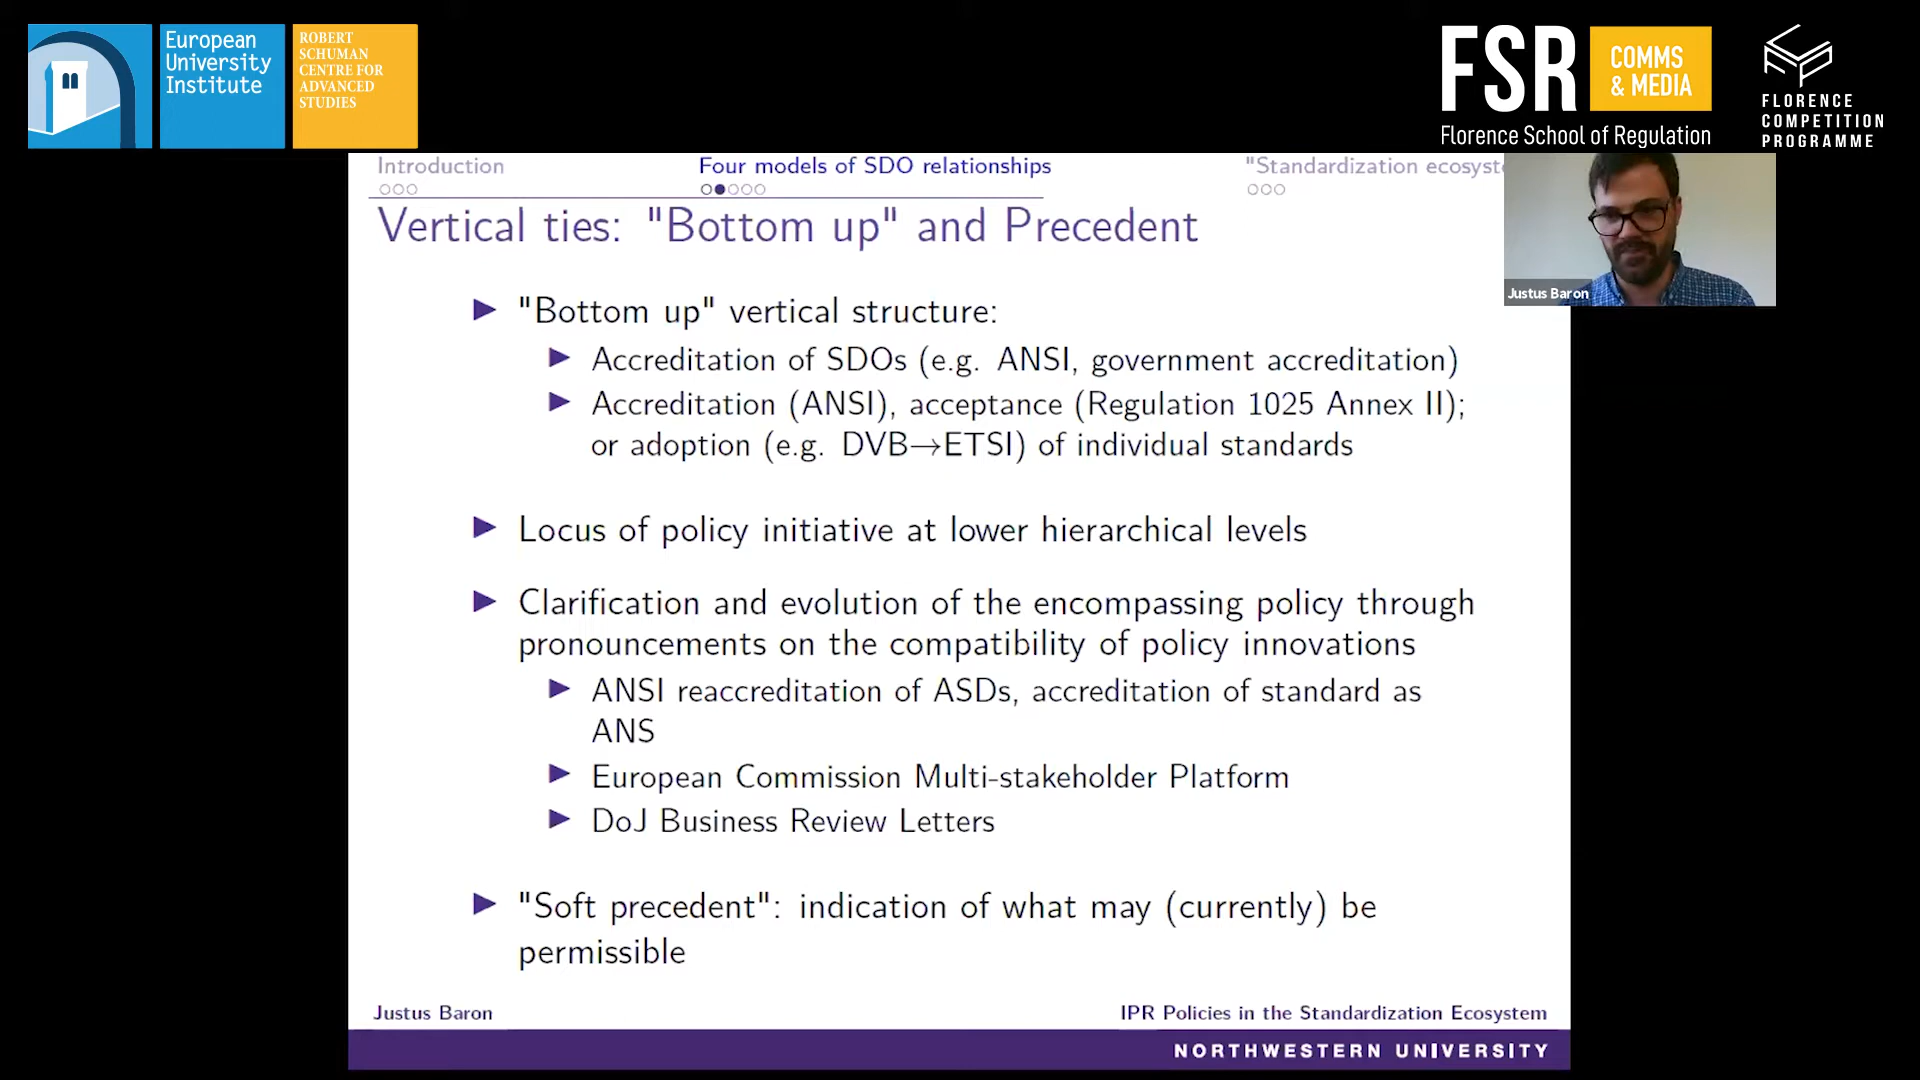 European
University
Institute
ROBERT
SCHUMAN
CENTRE FOR
ADVANCED
STUDIES
FSR
COMMS
& MEDIA
Florence School of Regulation
FLORENCE
COMPETITION
PROGRAMME
Introduction
Four models of SDO relationships
"Standardization ecosyste
Vertical ties: "Bottom up" and Precedent
Justus Baron
"Bottom up" vertical structure:
Accreditation of SDOs (e.g. ANSI, government accreditation)
Accreditation (ANSI), acceptance (Regulation 1025 Annex II);
or adoption (e.g. DVB→ETSI) of individual standards
Locus of policy initiative at lower hierarchical levels
Clarification and evolution of the encompassing policy through
pronouncements on the compatibility of policy innovations
ANSI reaccreditation of ASDs, accreditation of standard as
ANS
European Commission Multi-stakeholder Platform
DoJ Business Review Letters
"Soft precedent": indication of what may (currently) be
permissible
Justus Baron
IPR Policies in the Standardization Ecosystem
NORTHWESTERN UNIVERSITY